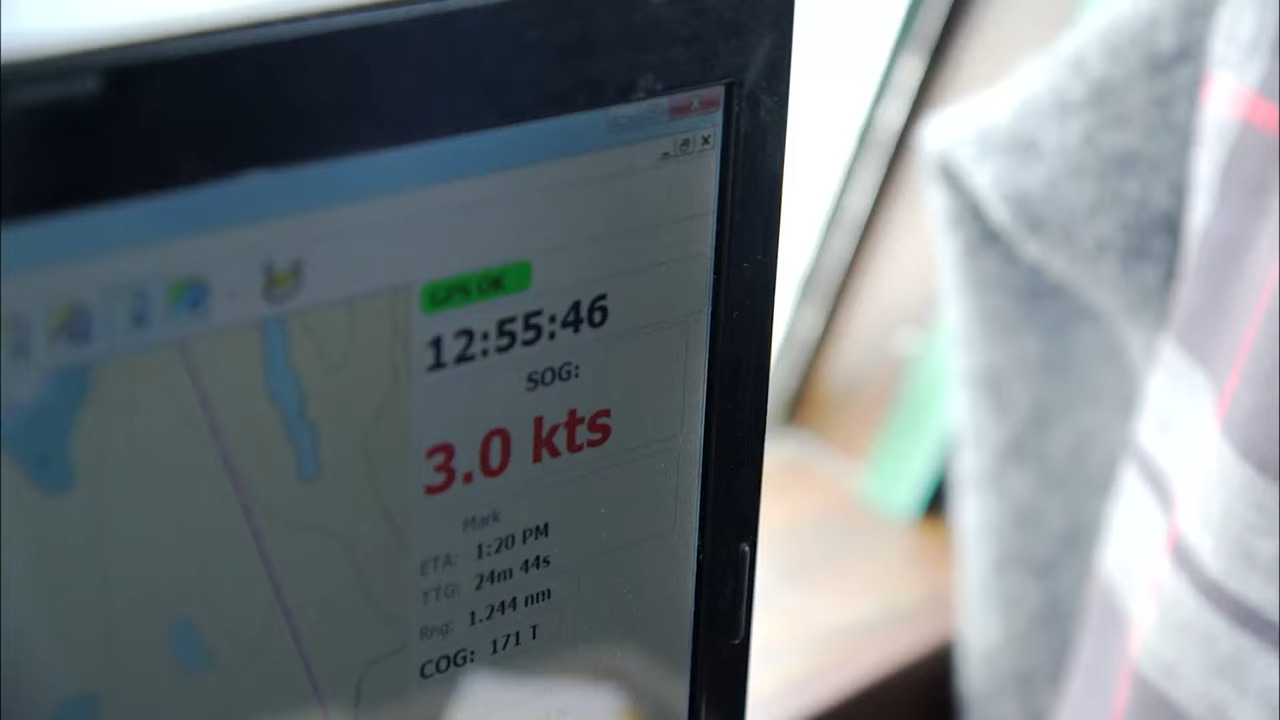 GPS OK
12:55:46
SOG:
3.0 kts
Mark
ETA: 1:20 PM
TTG: 24m 44s
Rng: 1.244 nm
COG: 171 T